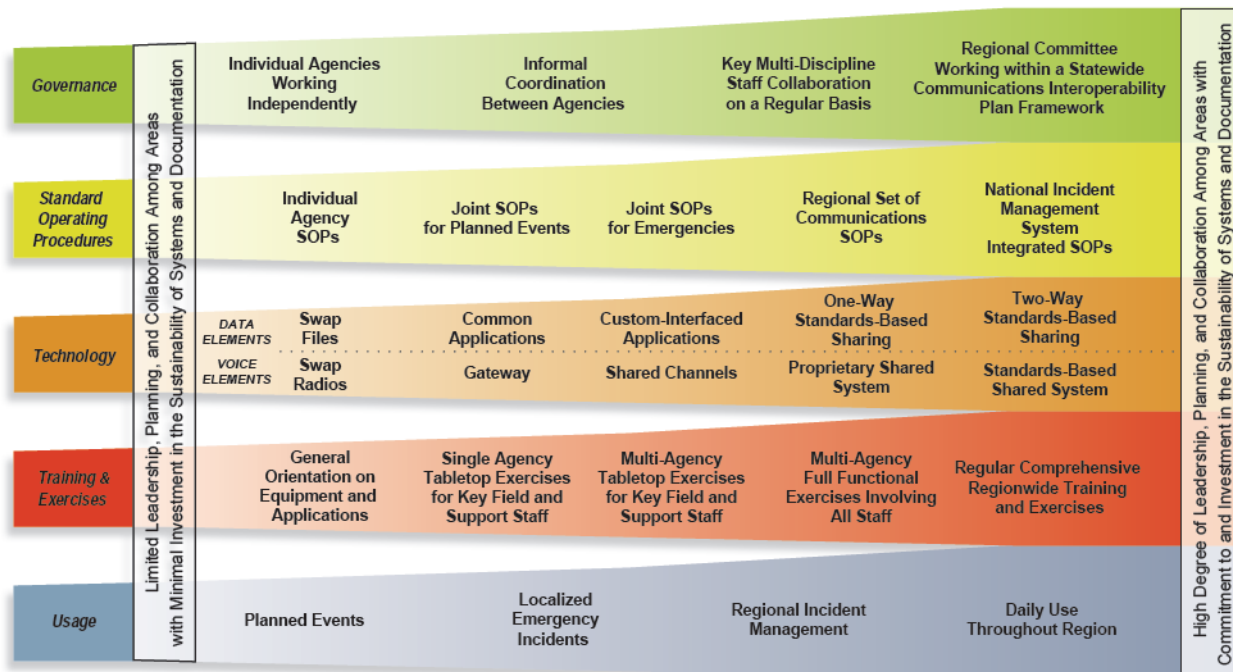 Limited Leadership, Planning, and Collaboration Among Areas
with Minimal Investment in the Sustainability of Systems and Documentation
Governance
Individual Agencies
Working
Independently
Informal
Coordination
Between Agencies
Key Multi-Discipline
Staff Collaboration
on a Regular Basis
Regional Committee
Working within a Statewide
Communications Interoperability
Plan Framework
Standard
Operating
Procedures
Individual
Agency
SOPs
Joint SOPs
for Planned Events
Joint SOPs
for Emergencies
Regional Set of
Communications
SOPs
National Incident
Management
System
Integrated SOPs
Technology
DATA
ELEMENTS
Swap
Files
Common
Applications
Custom-Interfaced
Applications
One-Way
Standards-Based
Sharing
Two-Way
Standards-Based
Sharing
VOICE
ELEMENTS
Swap
Radios
Gateway
Shared Channels
Proprietary Shared
System
Standards-Based
Shared System
Training &
Exercises
General
Orientation on
Equipment and
Applications
Single Agency
Tabletop Exercises
for Key Field and
Support Staff
Multi-Agency
Tabletop Exercises
for Key Field and
Support Staff
Multi-Agency
Full Functional
Exercises Involving
All Staff
Regular Comprehensive
Regionwide Training
and Exercises
Usage
Planned Events
Localized
Emergency
Incidents
Regional Incident
Management
Daily Use
Throughout Region
High Degree of Leadership, Planning, and Collaboration Among Areas with
Commitment to and Investment in the Sustainability of Systems and Documentation